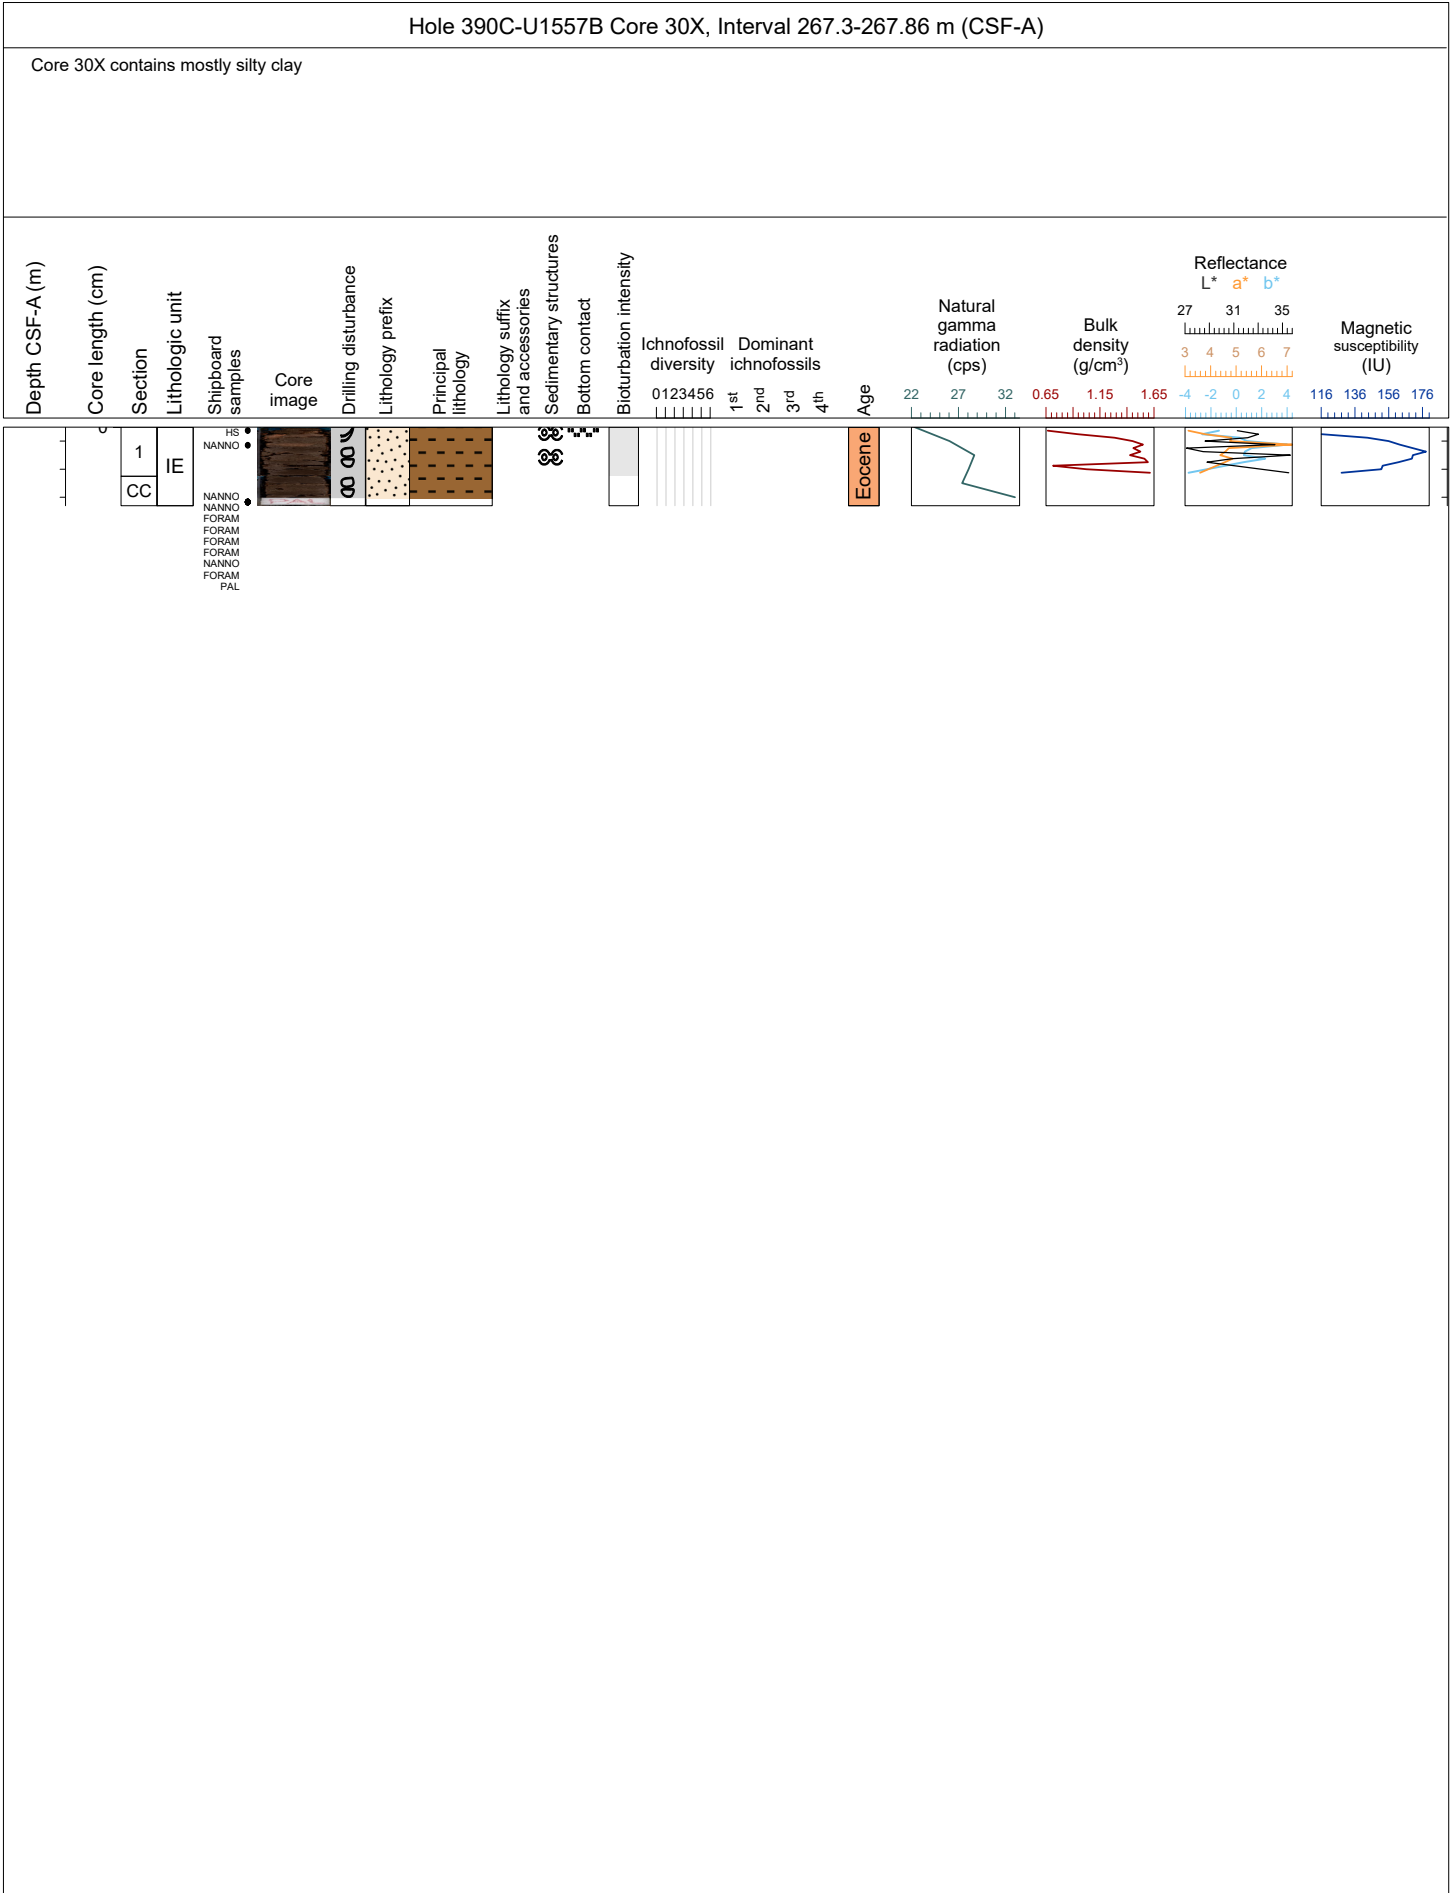 Hole 390C-U1557B Core 30X, Interval 267.3-267.86 m (CSF-A)
Core 30X contains mostly silty clay
Depth CSF-A (m)
Core length (cm)
Section
Lithologic unit
Shipboard
samples
Core
image
Drilling disturbance
Lithology prefix
Principal
lithology
Lithology suffix
and accessories
Sedimentary structures
Bottom contact
Bioturbation intensity
Ichnofossil
diversity
0123456
Dominant
ichnofossils
1st
2nd
3rd
4th
Age
Natural
gamma
radiation
(cps)
22 27 32
Bulk
density
(g/cm³)
0.65 1.15 1.65
Reflectance
L* a* b*
27 31 35
3 4 5 6 7
-4 -2 0 2 4
Magnetic
susceptibility
(IU)
116 136 156 176
1
CC
IE
HS
NANNO
NANNO
NANNO
FORAM
FORAM
FORAM
FORAM
NANNO
FORAM
PAL
Eocene